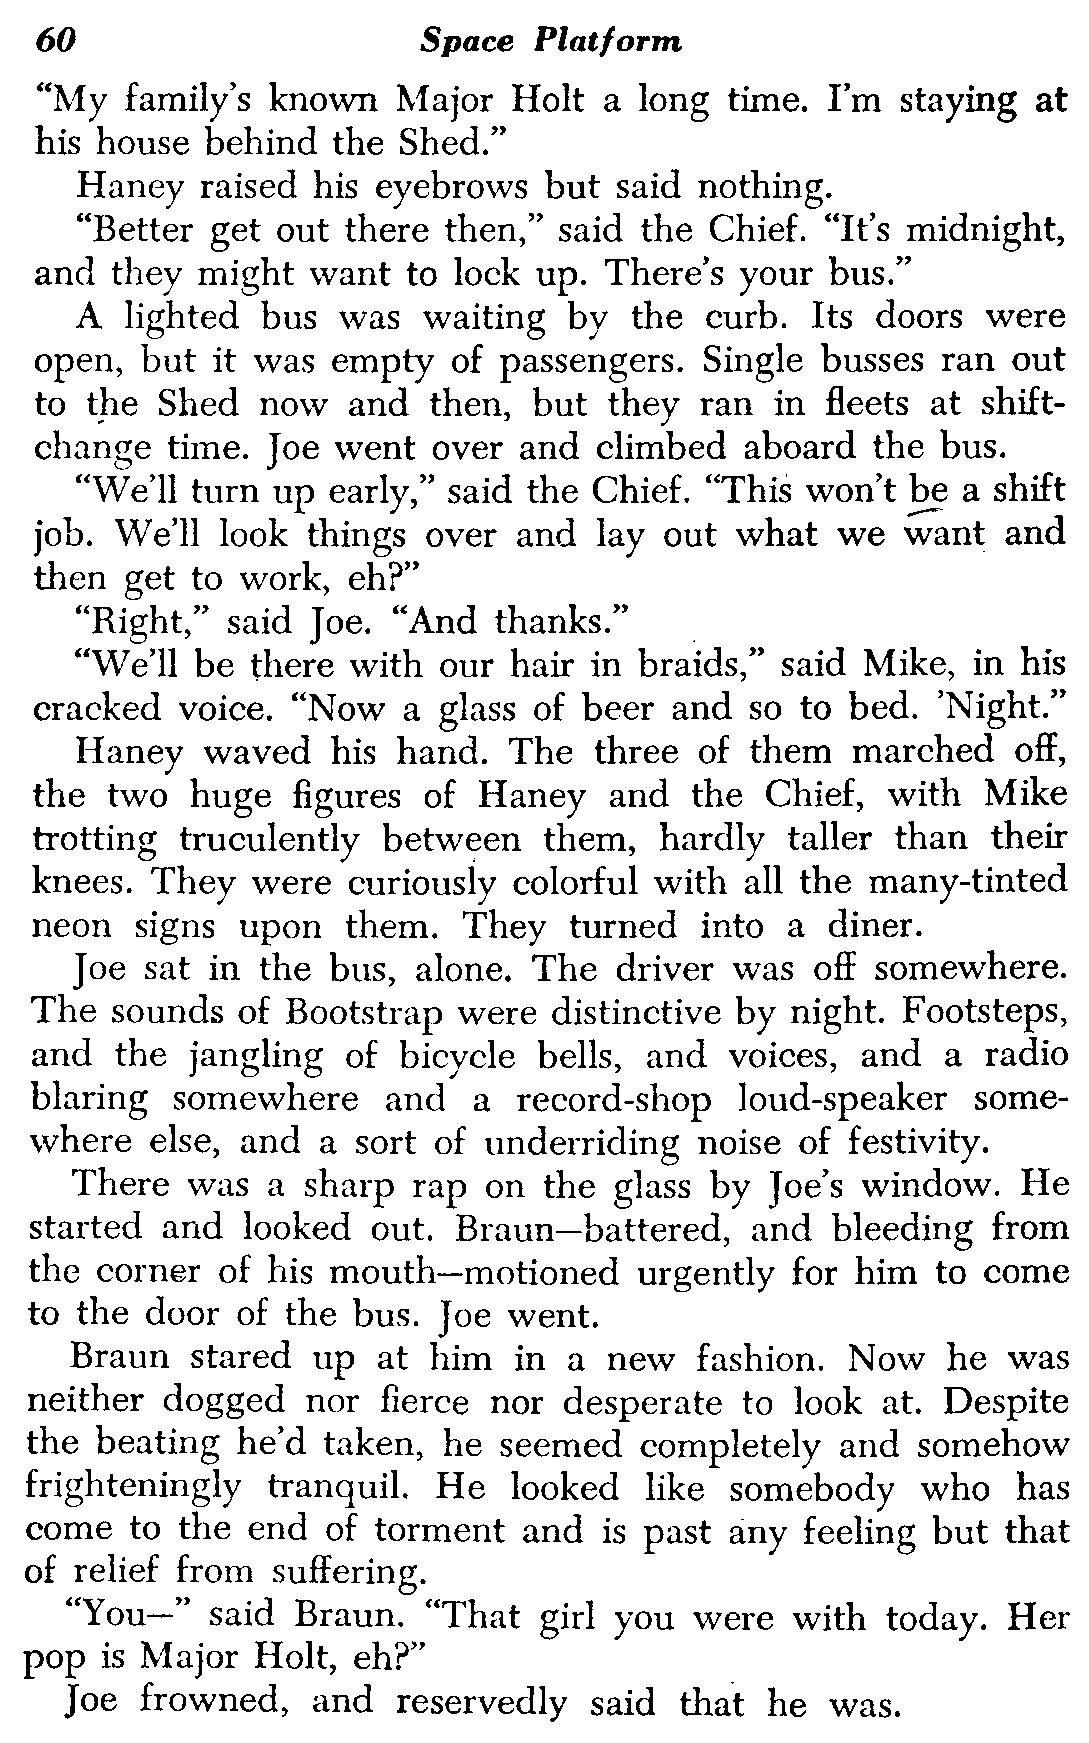 60 Space Platform
“My family’s known Major Holt a long time. I’m staying at
his house behind the Shed.”
Haney raised his eyebrows but said nothing.
“Better get out there then,” said the Chief. “It’s midnight,
and they might want to lock up. There’s your bus.”
A lighted bus was waiting by the curb. Its doors were
open, but it was empty of passengers. Single busses ran out
to the Shed now and then, but they ran in fleets at shift-
change time. Joe went over and climbed aboard the bus.
“We’ll turn up early,” said the Chief. “This won’t be a shift
job. We’ll look things over and lay out what we want and
then get to work, eh?”
“Right,” said Joe. “And thanks.”
“We’ll be there with our hair in braids,” said Mike, in his
cracked voice. “Now a glass of beer and so to bed. ’Night.”
Haney waved his hand. The three of them marched off,
the two huge figures of Haney and the Chief, with Mike
trotting truculently between them, hardly taller than their
knees. They were curiously colorful with all the many-tinted
neon signs upon them. They turned into a diner.
Joe sat in the bus, alone. The driver was off somewhere.
The sounds of Bootstrap were distinctive by night. Footsteps,
and the jangling of bicycle bells, and voices, and a radio
blaring somewhere and a record-shop loud-speaker some-
where else, and a sort of underriding noise of festivity.
There was a sharp rap on the glass by Joe’s window. He
started and looked out. Braun—battered, and bleeding from
the corner of his mouth—motioned urgently for him to come
to the door of the bus. Joe went.
Braun stared up at him in a new fashion. Now he was
neither dogged nor fierce nor desperate to look at. Despite
the beating he’d taken, he seemed completely and somehow
frighteningly tranquil. He looked like somebody who has
come to the end of torment and is past any feeling but that
of relief from suffering.
“You—” said Braun. “That girl you were with today. Her
pop is Major Holt, eh?”
Joe frowned, and reservedly said that he was.